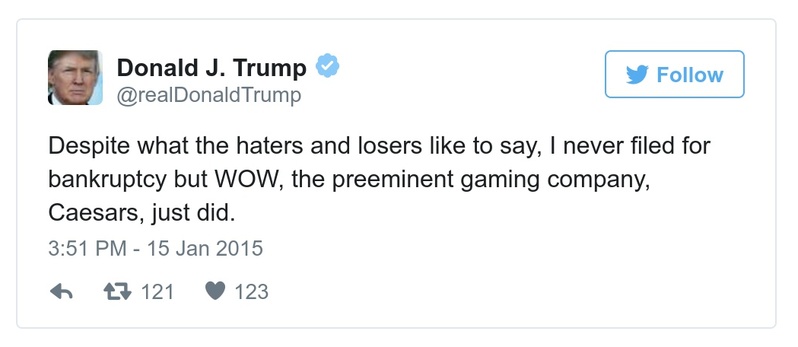 Donald J. Trump
@realDonaldTrump
Follow
Despite what the haters and losers like to say, I never filed for
bankruptcy but WOW, the preeminent gaming company,
Caesars, just did.
3:51 PM - 15 Jan 2015
121 123